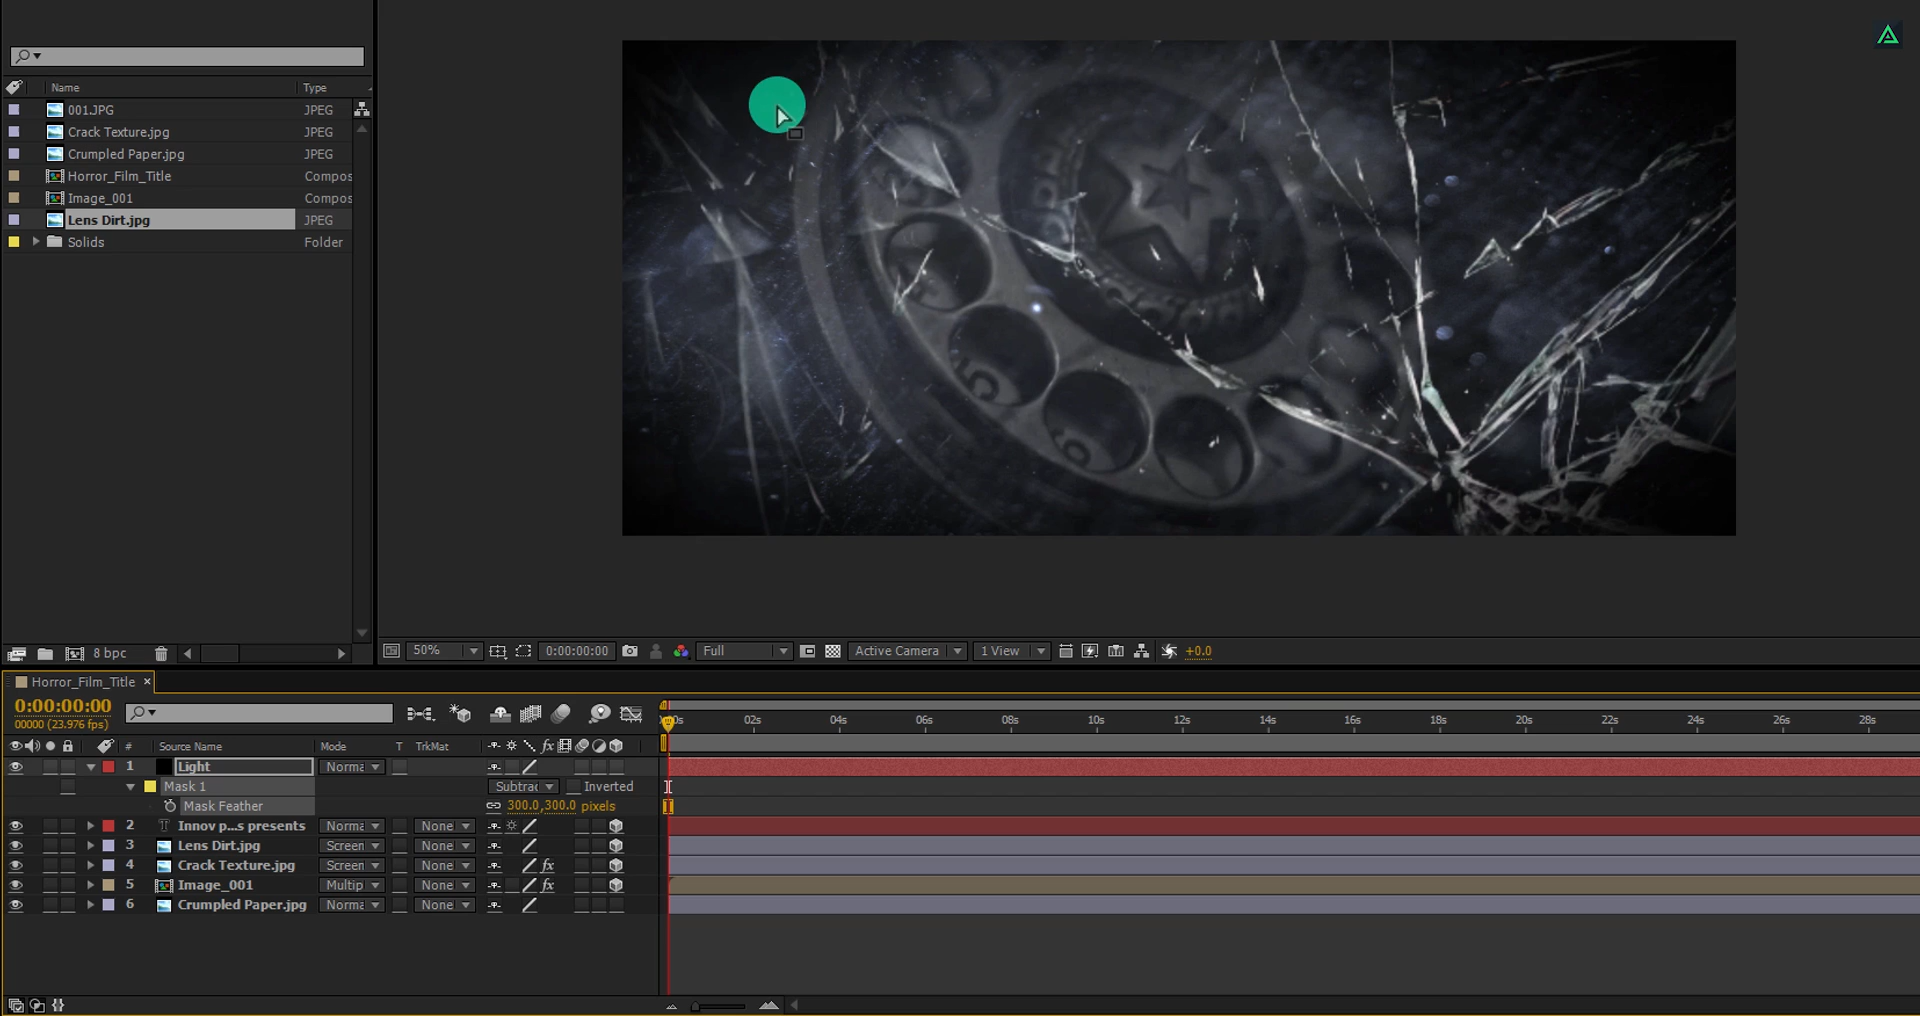 Name Type
001.JPG JPEG
Crack Texture.jpg JPEG
Crumpled Paper.jpg JPEG
Horror_Film_Title Compos
Image_001 Compos
Lens Dirt.jpg JPEG
Solids Folder
8 bpc
50% 0:00:00:00 Full Active Camera 1 View +0.0
Horror_Film_Title ×
0:00:00:00
00000 (23.976 fps)
0s 02s 04s 06s 08s 10s 12s 14s 16s 18s 20s 22s 24s 26s 28s
# Source Name Mode T TrkMat fx
1 Light Norma
Mask 1 Subtrac Inverted
Mask Feather 300.0,300.0 pixels
2 T Innov p...s presents Norma None
3 Lens Dirt.jpg Screen None
4 Crack Texture.jpg Screen None fx
5 Image_001 Multip None fx
6 Crumpled Paper.jpg Norma None